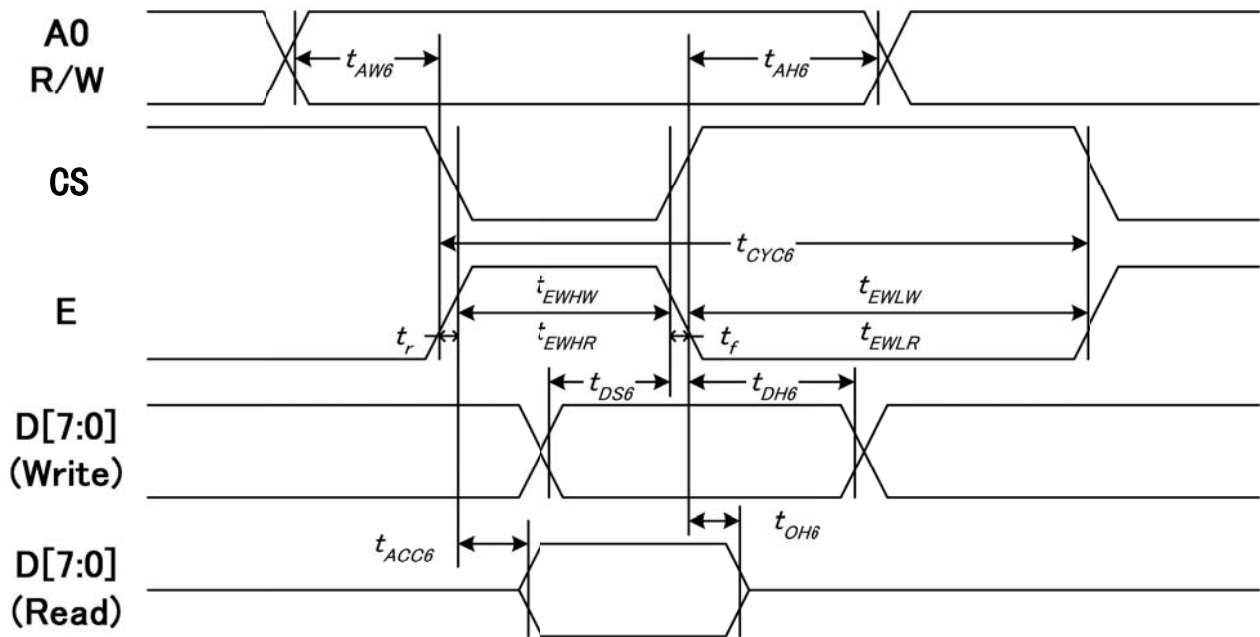 A0
R/W
t_AW6
t_AH6
CS
t_CYC6
E
t_EWHW
t_EWLW
t_r
t_EWHR
t_f
t_EWLR
t_DS6
t_DH6
D[7:0]
(Write)
t_OH6
t_ACC6
D[7:0]
(Read)